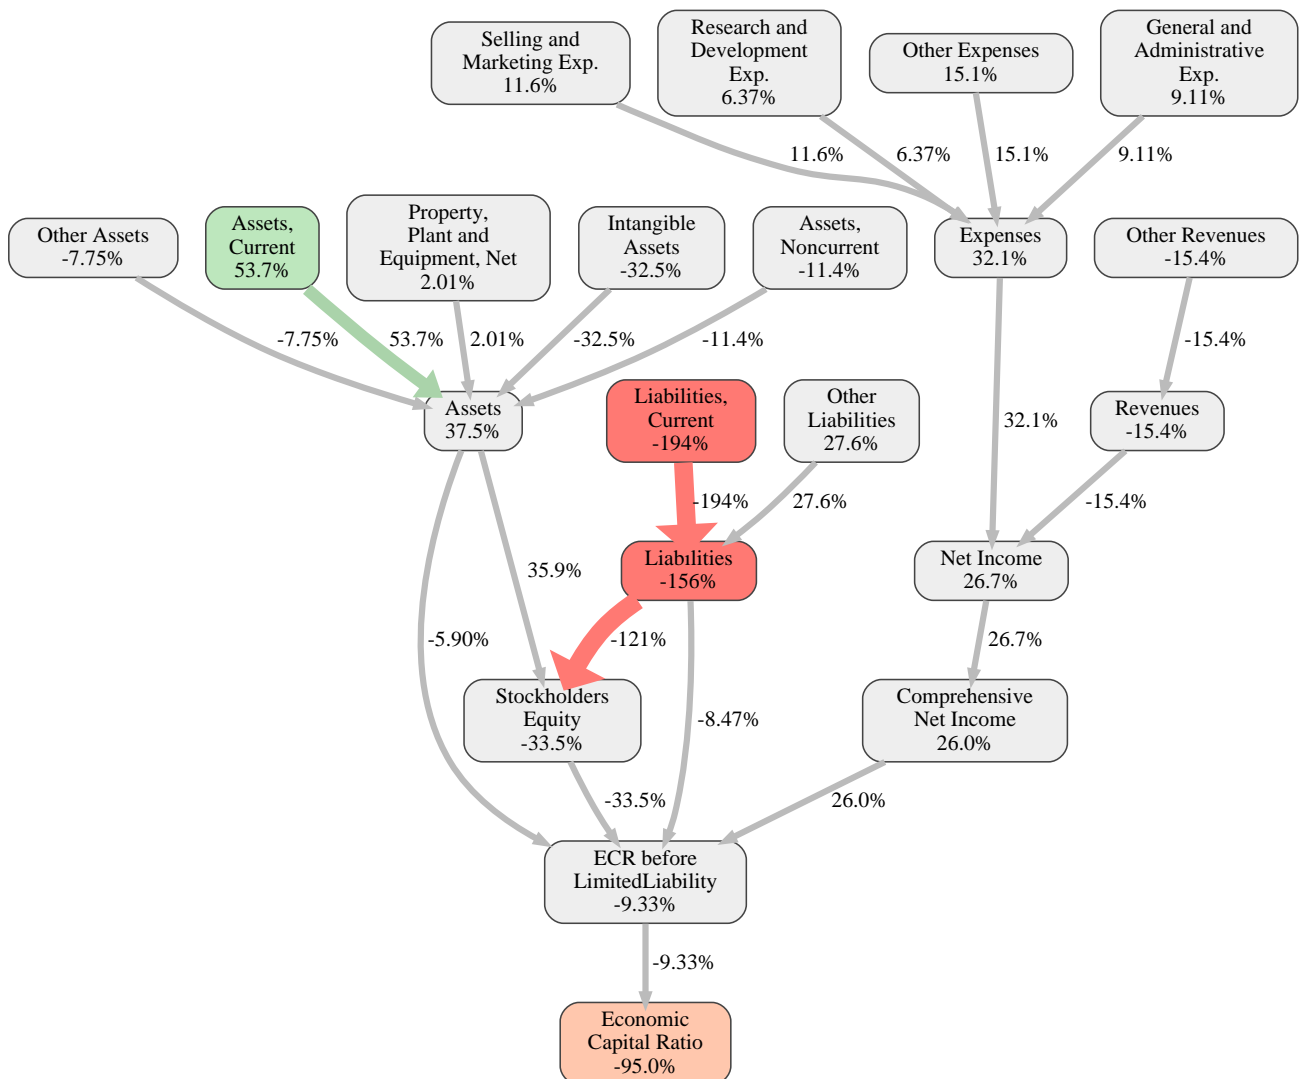 Selling and
Marketing Exp.
11.6%
Research and
Development
Exp.
6.37%
Other Expenses
15.1%
General and
Administrative
Exp.
9.11%
11.6%
6.37%
15.1%
9.11%
Other Assets
-7.75%
Assets,
Current
53.7%
Property,
Plant and
Equipment, Net
2.01%
Intangible
Assets
-32.5%
Assets,
Noncurrent
-11.4%
Expenses
32.1%
Other Revenues
-15.4%
-7.75%
53.7%
2.01%
-32.5%
-11.4%
-15.4%
Assets
37.5%
Liabilities,
Current
-194%
Other
Liabilities
27.6%
32.1%
Revenues
-15.4%
-194%
27.6%
-15.4%
35.9%
Liabilities
-156%
Net Income
26.7%
-5.90%
-121%
26.7%
Stockholders
Equity
-33.5%
-8.47%
Comprehensive
Net Income
26.0%
-33.5%
26.0%
ECR before
LimitedLiability
-9.33%
-9.33%
Economic
Capital Ratio
-95.0%